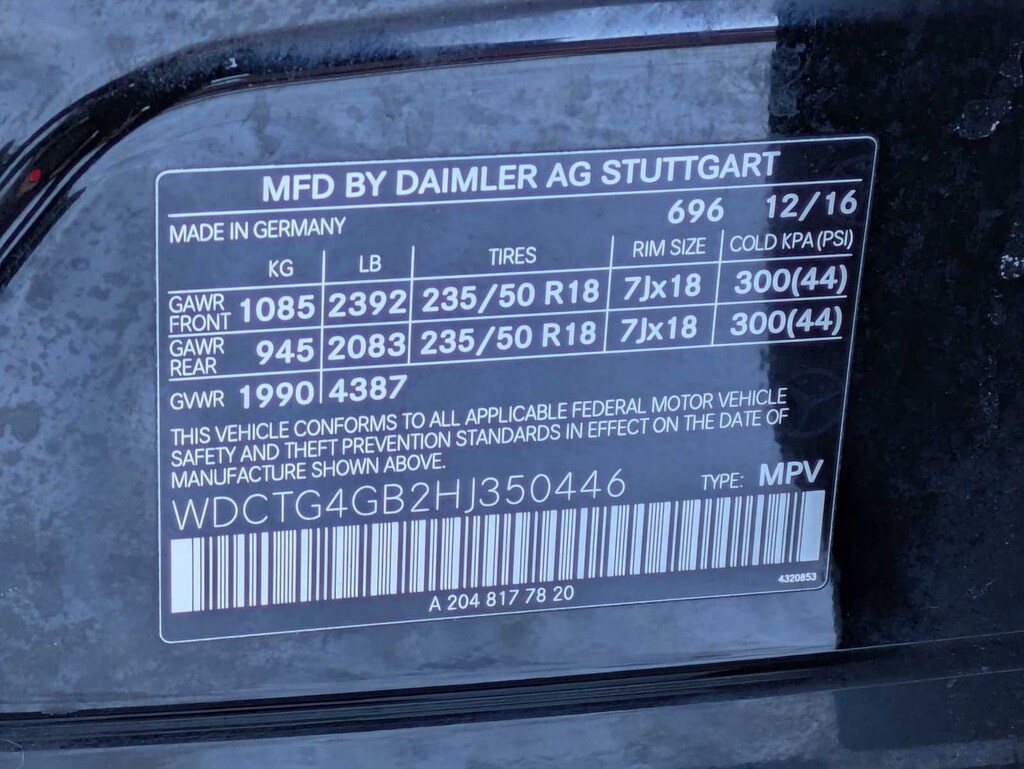 MFD BY DAIMLER AG STUTTGART
MADE IN GERMANY 696 12/16
KG LB TIRES RIM SIZE COLD KPA (PSI)
GAWR FRONT 1085 2392 235/50 R18 7Jx18 300(44)
GAWR REAR 945 2083 235/50 R18 7Jx18 300(44)
GVWR 1990 4387
THIS VEHICLE CONFORMS TO ALL APPLICABLE FEDERAL MOTOR VEHICLE
SAFETY AND THEFT PREVENTION STANDARDS IN EFFECT ON THE DATE OF
MANUFACTURE SHOWN ABOVE.
WDCTG4GB2HJ350446 TYPE: MPV
4320853
A 204 817 78 20